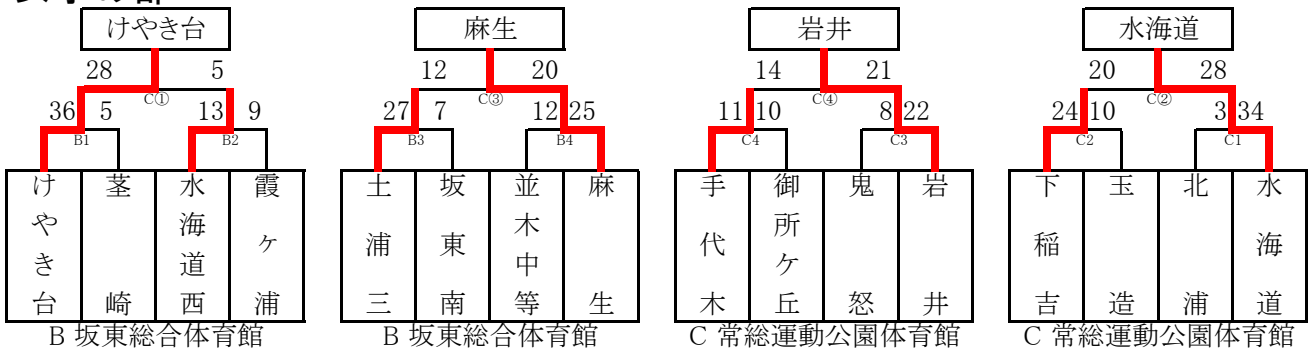 けやき台 麻生 岩井 水海道
28 5 12 20 14 21 20 28
C① C③ C④ C②
36 5 13 9 27 7 12 25 11 10 8 22 24 10 3 34
B1 B2 B3 B4 C4 C3 C2 C1
けやき台 茎崎 水海道西 霞ヶ浦 土浦三 坂東南 並木中等 麻生 手代木 御所ケ丘 鬼怒 岩井 下稲吉 玉造 北浦 水海道
B 坂東総合体育館 B 坂東総合体育館 C 常総運動公園体育館 C 常総運動公園体育館